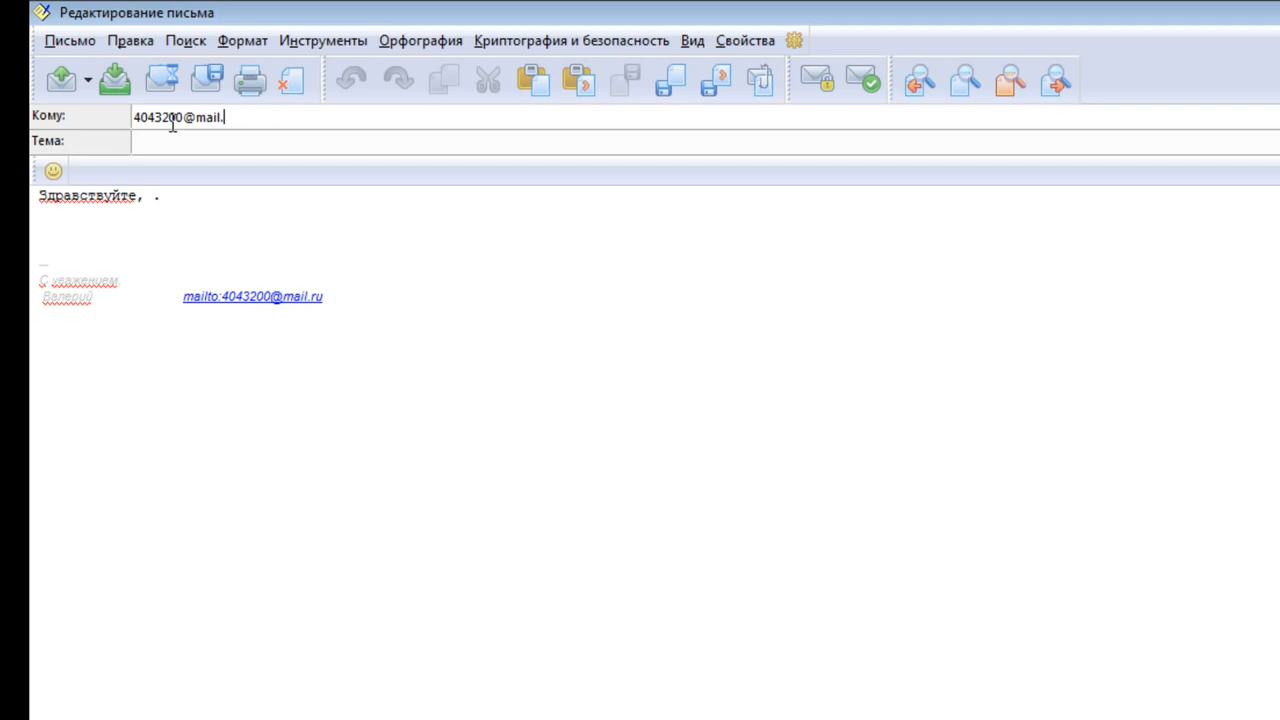 Редактирование письма
Письмо Правка Поиск Формат Инструменты Орфография Криптография и безопасность Вид Свойства
Кому: 4043200@mail.
Тема:
Здравствуйте, .
--
С уважением,
Валерий mailto:4043200@mail.ru